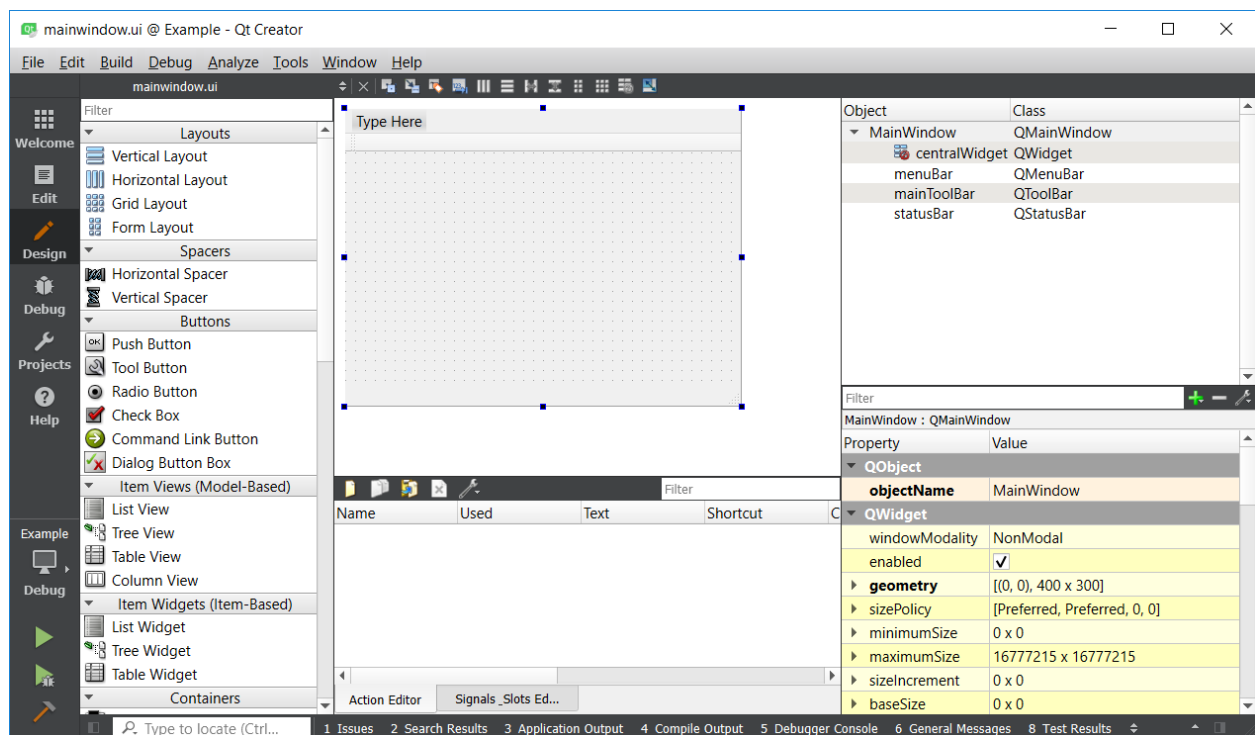 mainwindow.ui @ Example - Qt Creator
File Edit Build Debug Analyze Tools Window Help
mainwindow.ui
Welcome
Edit
Design
Debug
Projects
Help
Example
Debug
Filter
Layouts
Vertical Layout
Horizontal Layout
Grid Layout
Form Layout
Spacers
Horizontal Spacer
Vertical Spacer
Buttons
Push Button
Tool Button
Radio Button
Check Box
Command Link Button
Dialog Button Box
Item Views (Model-Based)
List View
Tree View
Table View
Column View
Item Widgets (Item-Based)
List Widget
Tree Widget
Table Widget
Containers
Type Here
Filter
Name Used Text Shortcut C
Action Editor Signals _Slots Ed...
Object Class
MainWindow QMainWindow
centralWidget QWidget
menuBar QMenuBar
mainToolBar QToolBar
statusBar QStatusBar
Filter
MainWindow : QMainWindow
Property Value
QObject
objectName MainWindow
QWidget
windowModality NonModal
enabled
geometry [(0, 0), 400 x 300]
sizePolicy [Preferred, Preferred, 0, 0]
minimumSize 0 x 0
maximumSize 16777215 x 16777215
sizeIncrement 0 x 0
baseSize 0 x 0
Type to locate (Ctrl... 1 Issues 2 Search Results 3 Application Output 4 Compile Output 5 Debugger Console 6 General Messages 8 Test Results